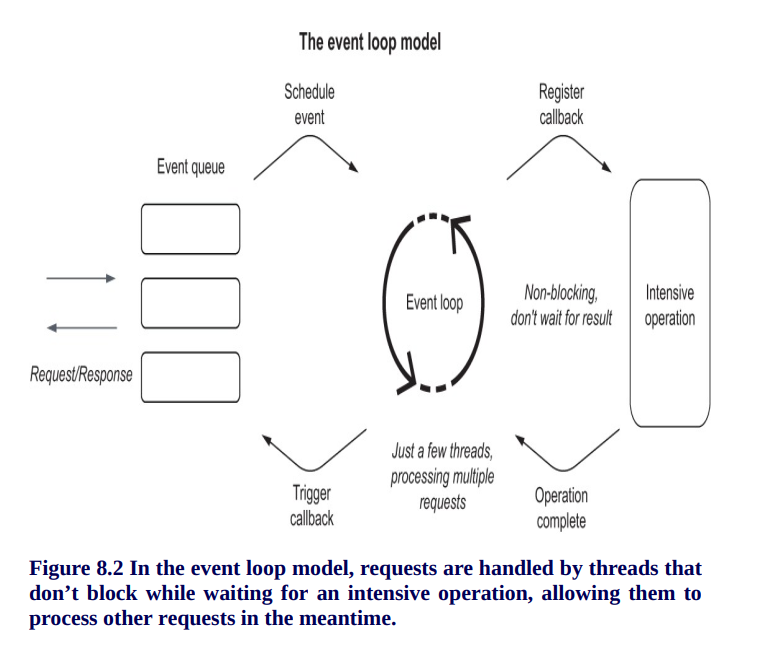 The event loop model
Schedule
event
Register
callback
Event queue
Event loop
Non-blocking,
don't wait for result
Intensive
operation
Request/Response
Just a few threads,
processing multiple
requests
Trigger
callback
Operation
complete
Figure 8.2 In the event loop model, requests are handled by threads that
don’t block while waiting for an intensive operation, allowing them to
process other requests in the meantime.